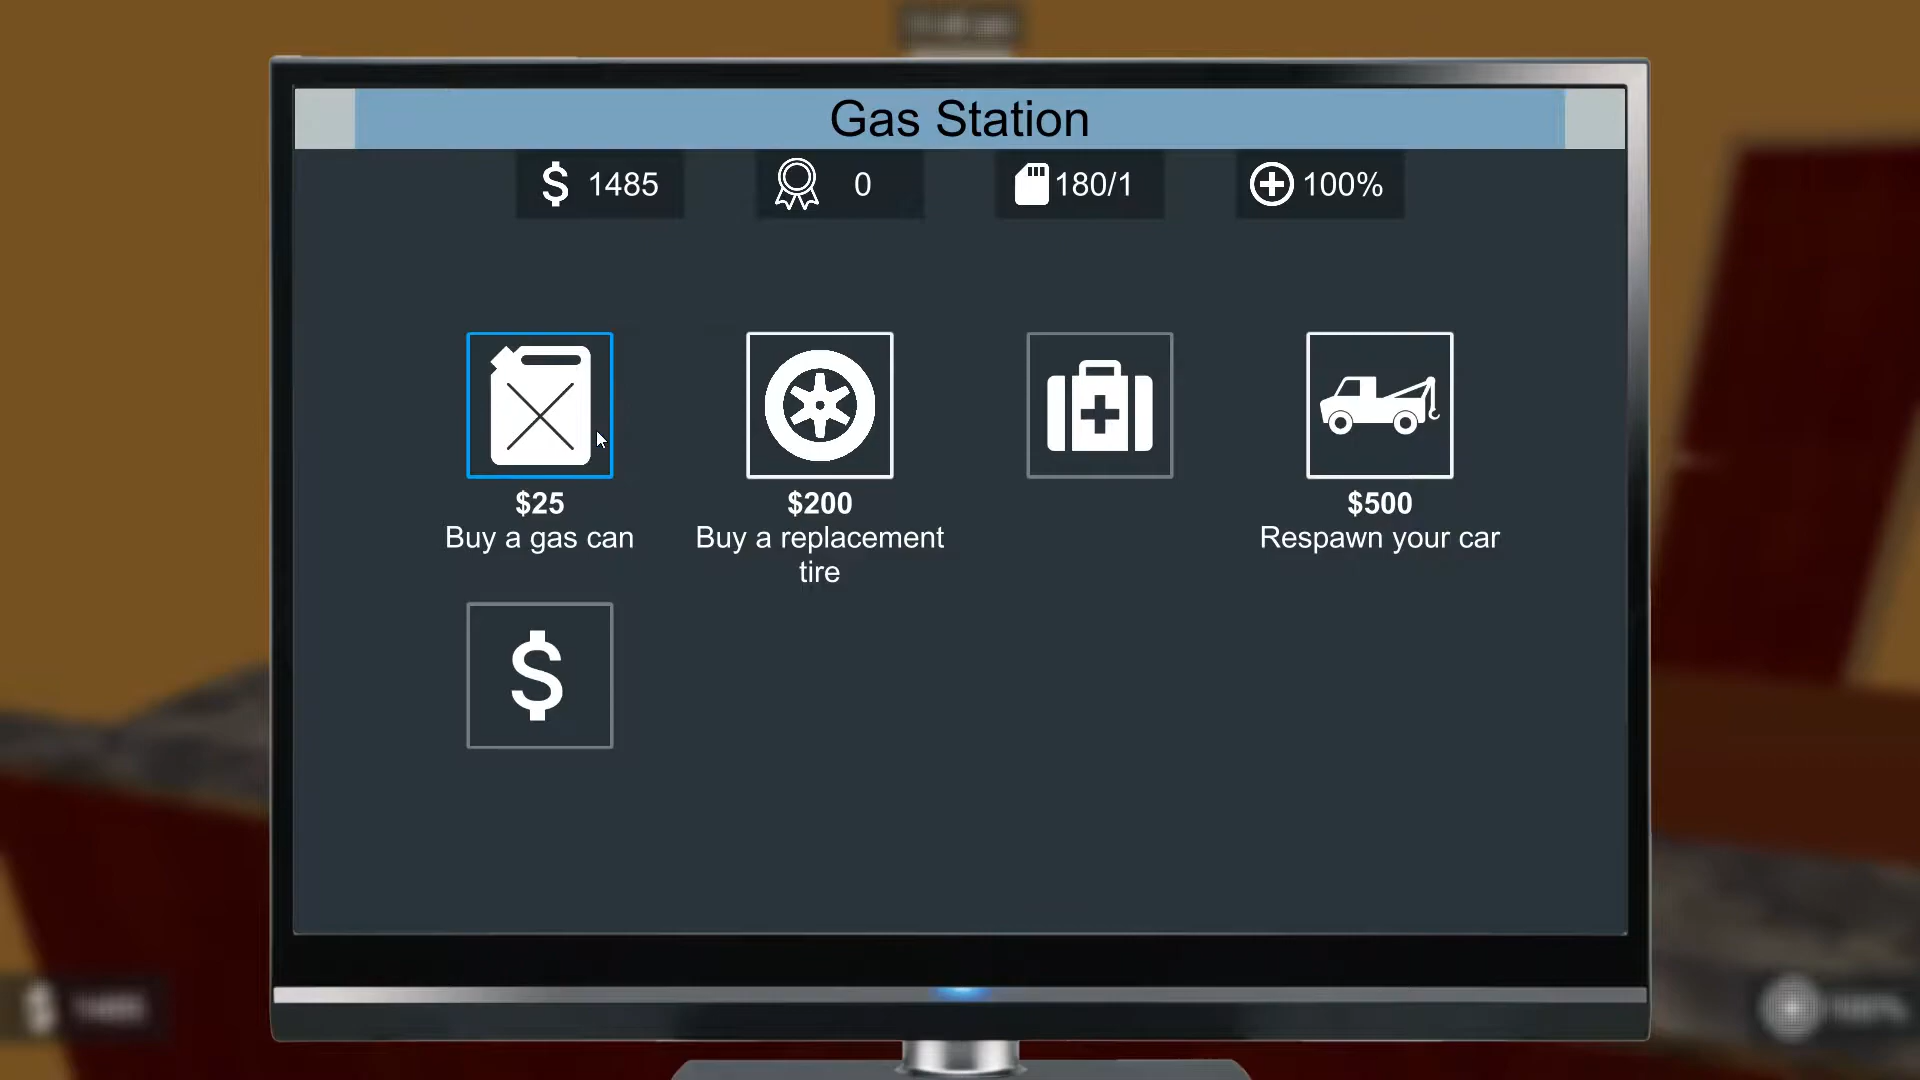 Gas Station
1485
0
180/1
100%
$25
Buy a gas can
$200
Buy a replacement
tire
$500
Respawn your car